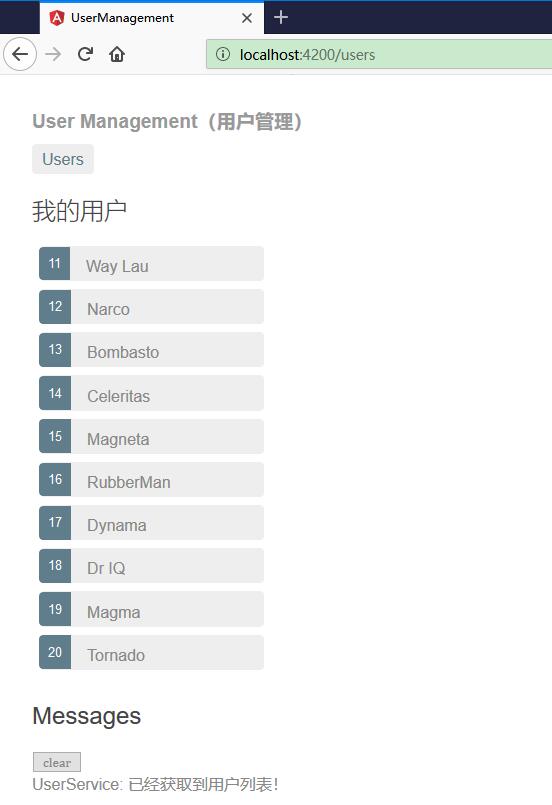 UserManagement
localhost:4200/users
User Management（用户管理）
Users
我的用户
11 Way Lau
12 Narco
13 Bombasto
14 Celeritas
15 Magneta
16 RubberMan
17 Dynama
18 Dr IQ
19 Magma
20 Tornado
Messages
clear
UserService: 已经获取到用户列表！